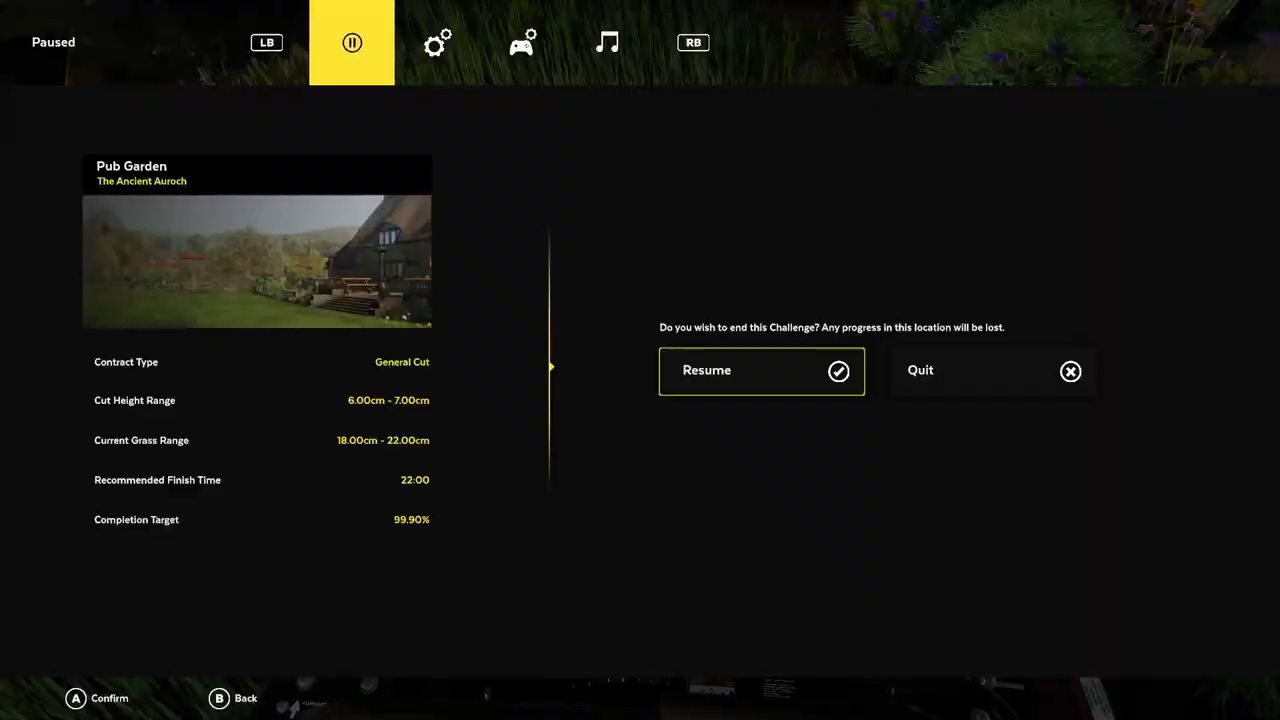 Paused
LB
RB
Pub Garden
The Ancient Auroch
Contract Type General Cut
Cut Height Range 6.00cm - 7.00cm
Current Grass Range 18.00cm - 22.00cm
Recommended Finish Time 22:00
Completion Target 99.90%
Do you wish to end this Challenge? Any progress in this location will be lost.
Resume
Quit
A Confirm
B Back